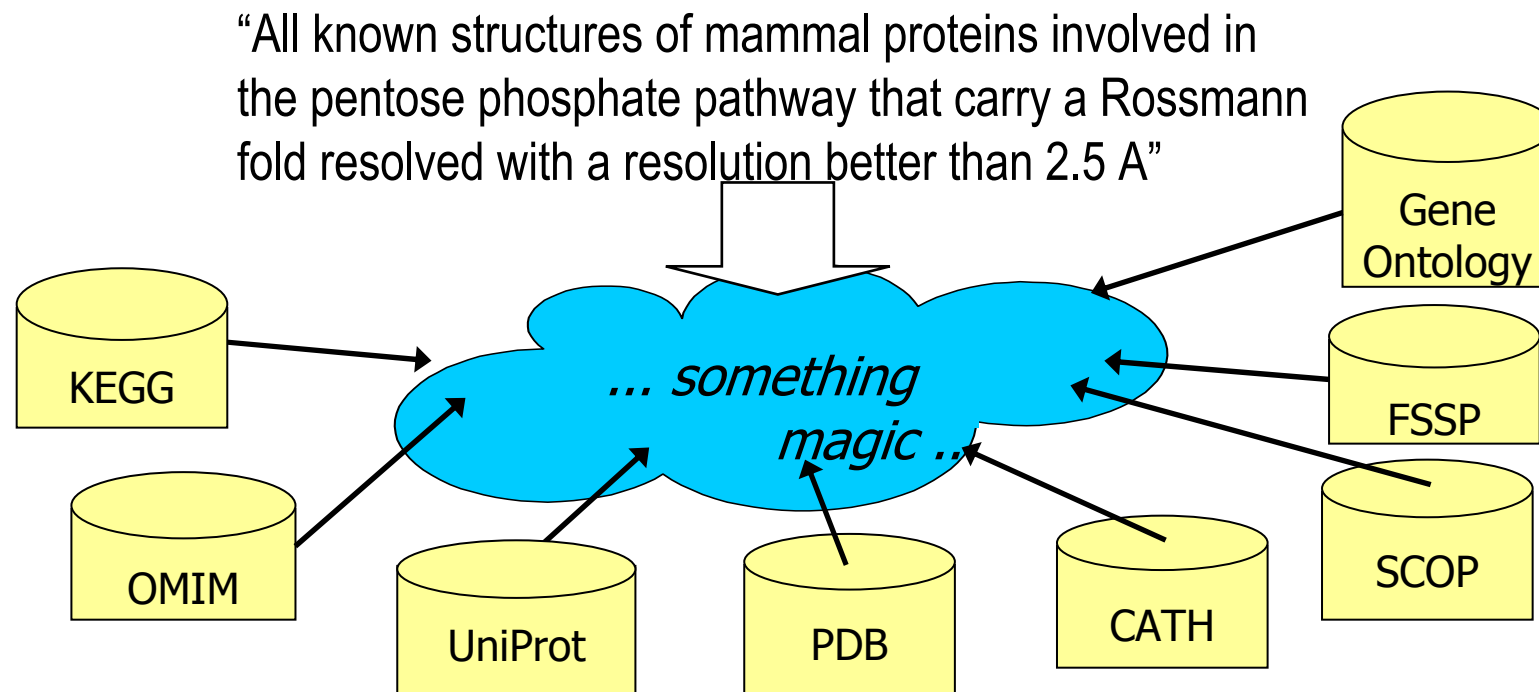 “All known structures of mammal proteins involved in
the pentose phosphate pathway that carry a Rossmann
fold resolved with a resolution better than 2.5 A”
Gene
Ontology
KEGG
... something
magic ..
FSSP
OMIM
UniProt
PDB
CATH
SCOP